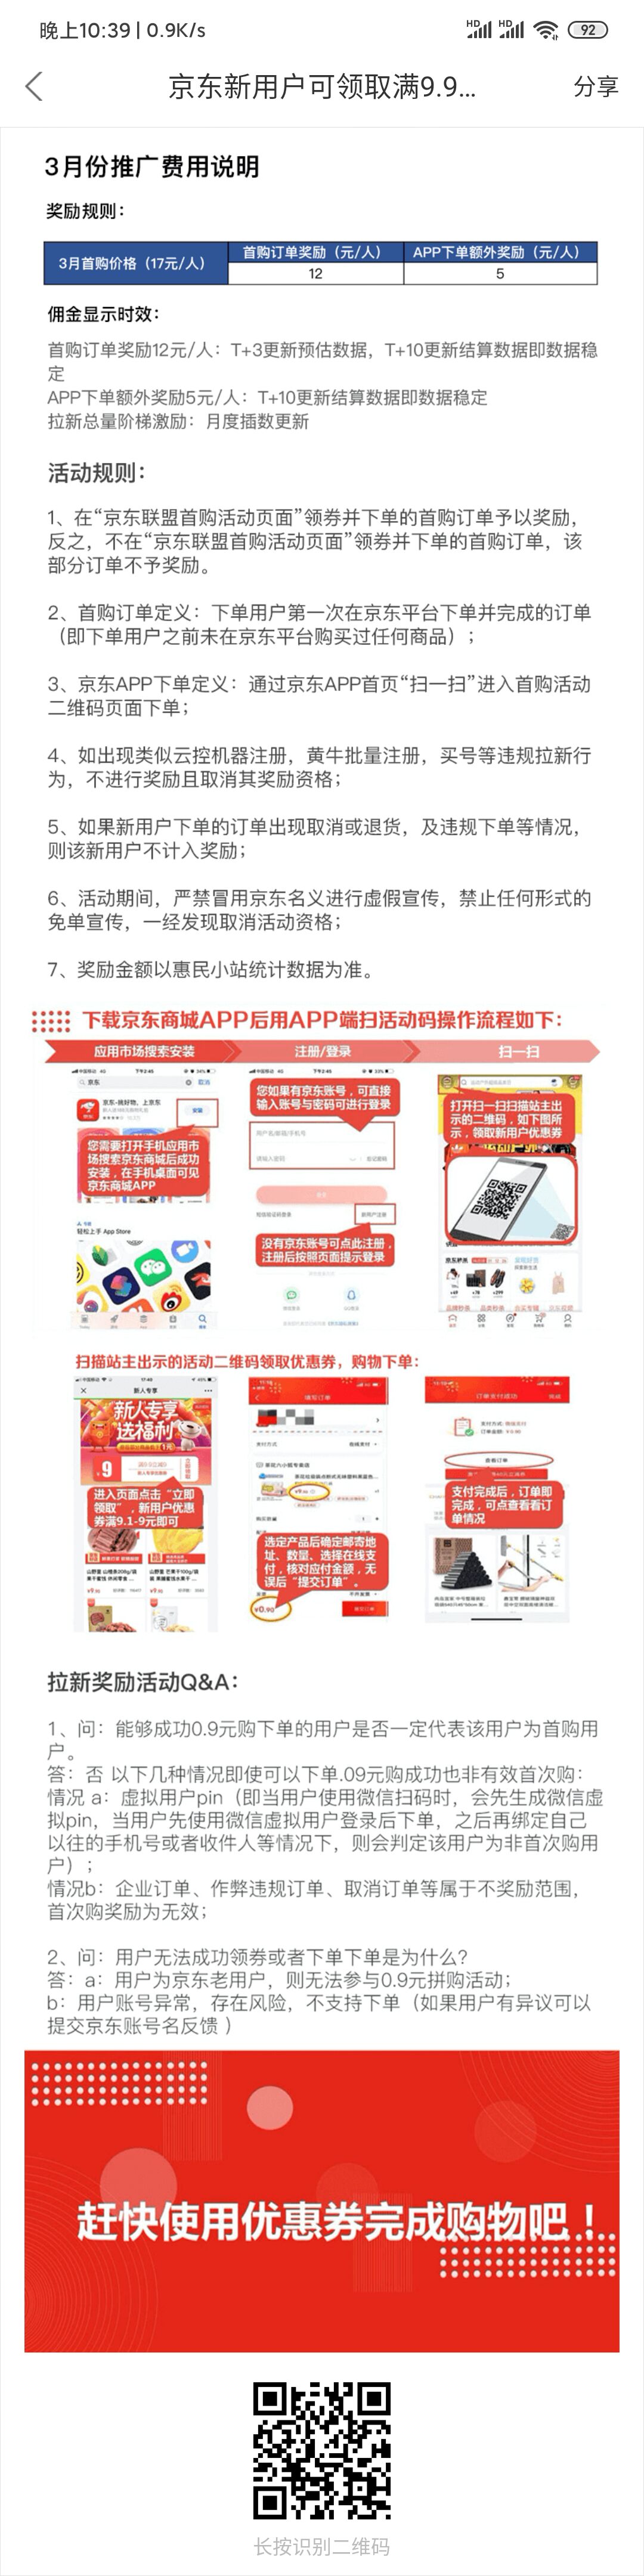 晚上10:39 | 0.9K/s
HD HD 92
京东新用户可领取满9.9...
分享
3月份推广费用说明
奖励规则：
3月首购价格（17元/人） 首购订单奖励（元/人） APP下单额外奖励（元/人）
12 5
佣金显示时效：
首购订单奖励12元/人：T+3更新预估数据，T+10更新结算数据即数据稳
定
APP下单额外奖励5元/人：T+10更新结算数据即数据稳定
拉新总量阶梯激励：月度插数更新
活动规则：
1、在“京东联盟首购活动页面”领券并下单的首购订单予以奖励，
反之，不在“京东联盟首购活动页面”领券并下单的首购订单，该
部分订单不予奖励。
2、首购订单定义：下单用户第一次在京东平台下单并完成的订单
（即下单用户之前未在京东平台购买过任何商品）；
3、京东APP下单定义：通过京东APP首页“扫一扫”进入首购活动
二维码页面下单；
4、如出现类似云控机器注册，黄牛批量注册，买号等违规拉新行
为，不进行奖励且取消其奖励资格；
5、如果新用户下单的订单出现取消或退货，及违规下单等情况，
则该新用户不计入奖励；
6、活动期间，严禁冒用京东名义进行虚假宣传，禁止任何形式的
免单宣传，一经发现取消活动资格；
7、奖励金额以惠民小站统计数据为准。
下载京东商城APP后用APP端扫活动码操作流程如下：
应用市场搜索安装 注册/登录 扫一扫
京东 取消
京东-挑好物，上京东
您需要打开手机应用市
场搜索京东商城后成功
安装，在手机桌面可见
京东商城APP
轻松上手 App Store
您如果有京东账号，可直接
输入账号与密码可进行登录
没有京东账号可点此注册，
注册后按照页面提示登录
打开扫一扫扫描站主出
示的二维码，如下图所
示，领取新用户优惠券
扫描站主出示的活动二维码领取优惠券，购物下单：
新人专享
新人专享
送福利
¥9
进入页面点击“立即
领取”，新用户优惠
券满9.1-9元即可
填写订单
支付方式
选定产品后确定邮寄地
址、数量、选择在线支
付，核对应付金额，无
误后“提交订单”。
¥0.90
订单支付成功
查看订单
支付完成后，订单即
完成，可点查看看订
单情况
拉新奖励活动Q&A：
1、问：能够成功0.9元购下单的用户是否一定代表该用户为首购用
户。
答：否 以下几种情况即使可以下单.09元购成功也非有效首次购：
情况 a：虚拟用户pin（即当用户使用微信扫码时，会先生成微信虚
拟pin，当用户先使用微信虚拟用户登录后下单，之后再绑定自己
以往的手机号或者收件人等情况下，则会判定该用户为非首次购用
户）；
情况b：企业订单、作弊违规订单、取消订单等属于不奖励范围，
首次购奖励为无效；
2、问：用户无法成功领券或者下单下单是为什么？
答：a：用户为京东老用户，则无法参与0.9元拼购活动；
b：用户账号异常，存在风险，不支持下单（如果用户有异议可以
提交京东账号名反馈 ）
赶快使用优惠券完成购物吧！
长按识别二维码